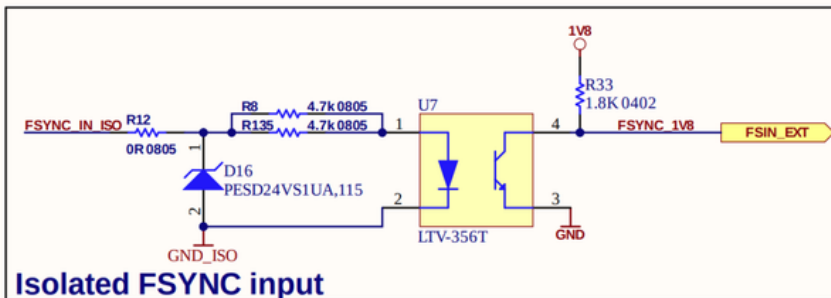 1V8
R33
1.8K 0402
U7
R8 4.7k 0805
R135 4.7k 0805
FSYNC_IN_ISO
R12
0R 0805
1
4
FSYNC_1V8
FSIN_EXT
1
D16
PESD24VS1UA,115
2
2
3
GND_ISO
LTV-356T
GND
Isolated FSYNC input